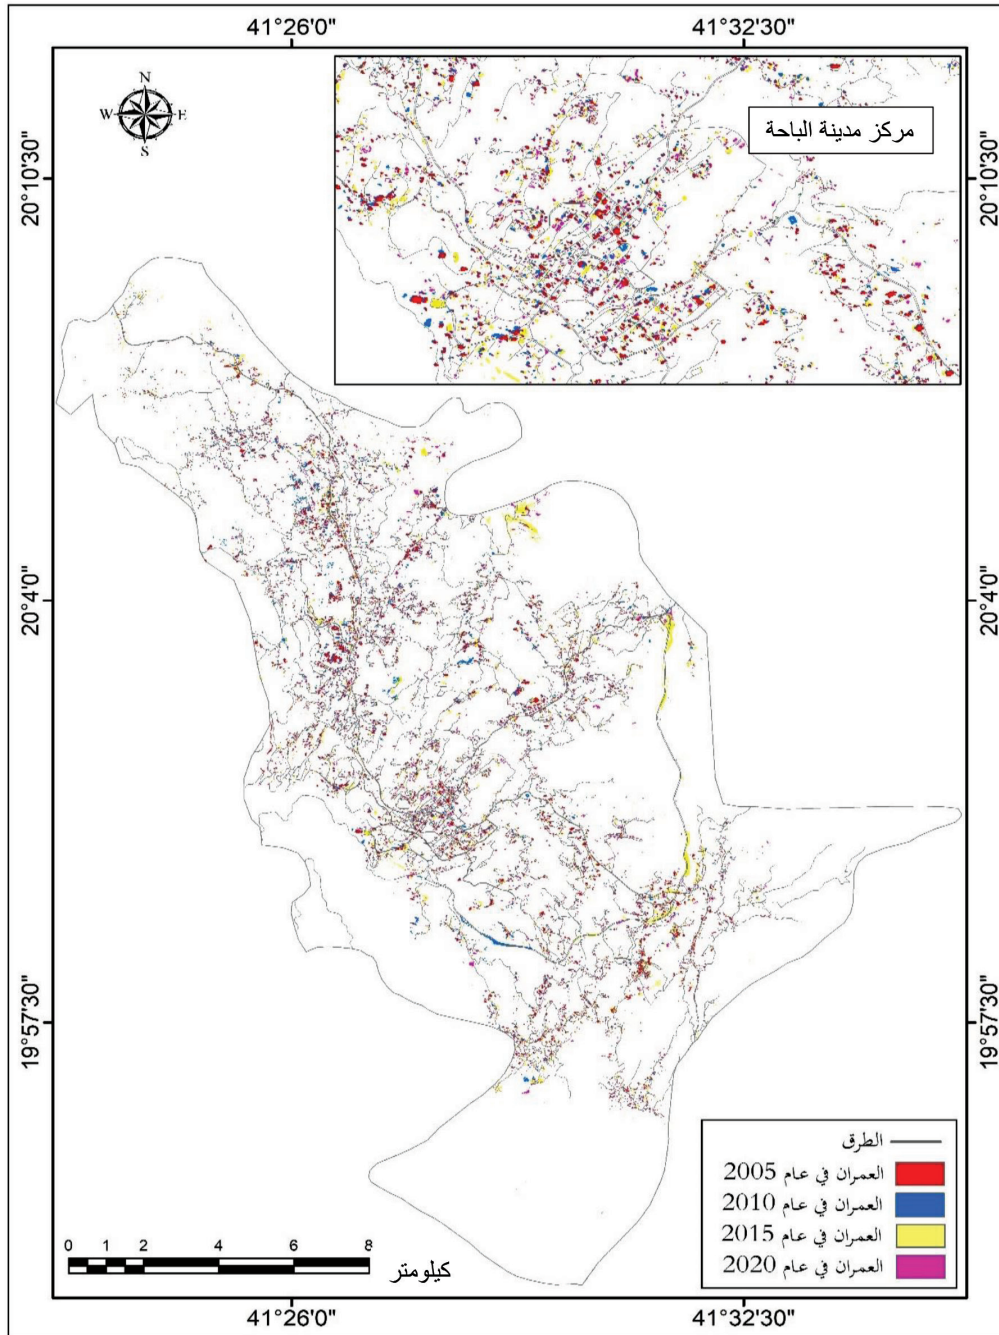 41°26'0" 41°32'30"
N
W E
S
مركز مدينة الباحة
20°10'30" 20°10'30"
20°4'0" 20°4'0"
19°57'30" 19°57'30"
الطرق
العمران في عام 2005
العمران في عام 2010
العمران في عام 2015
العمران في عام 2020
0 1 2 4 6 8
كيلومتر
41°26'0" 41°32'30"